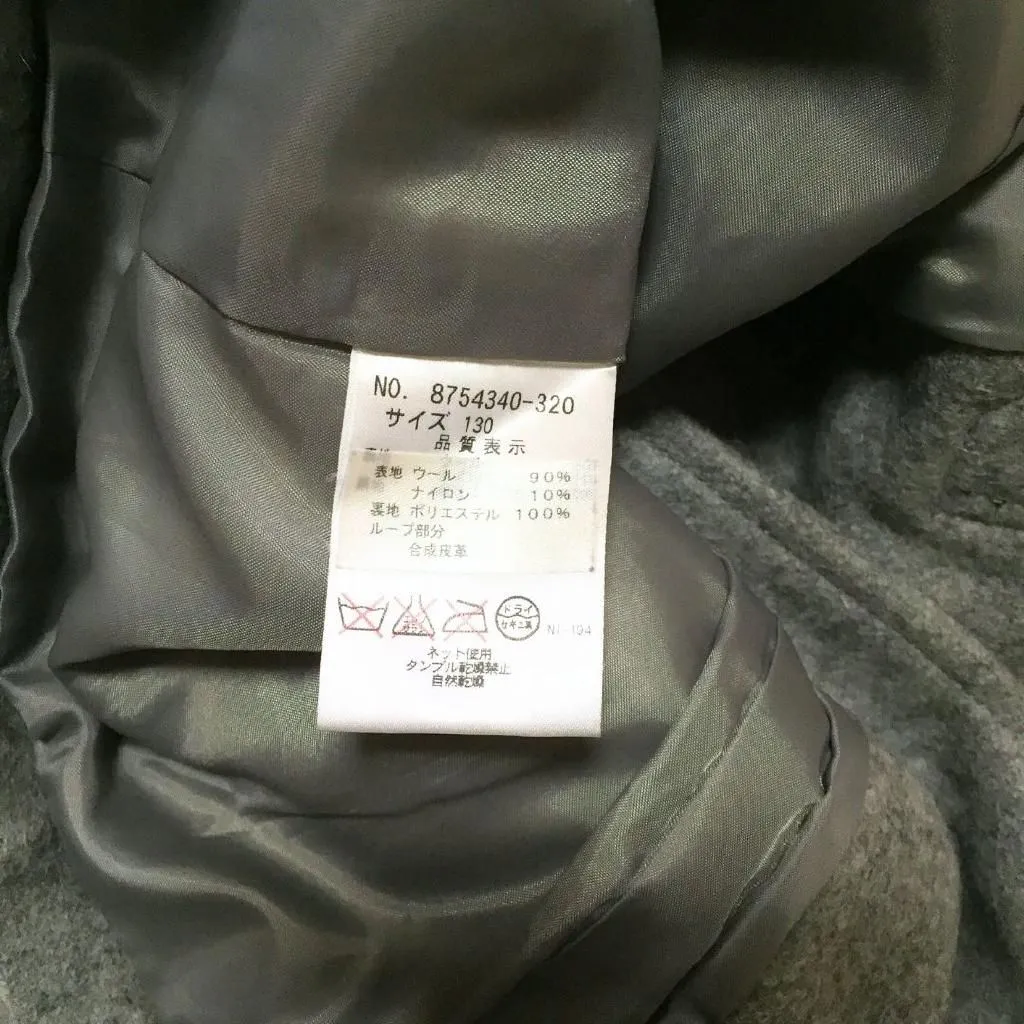 NO. 8754340-320
サイズ 130
品質表示
表地 ウール 90%
ナイロン 10%
裏地 ポリエステル 100%
ループ部分
合成皮革
ドライ
セキユ系
NI-194
ネット使用
タンブル乾燥禁止
自然乾燥